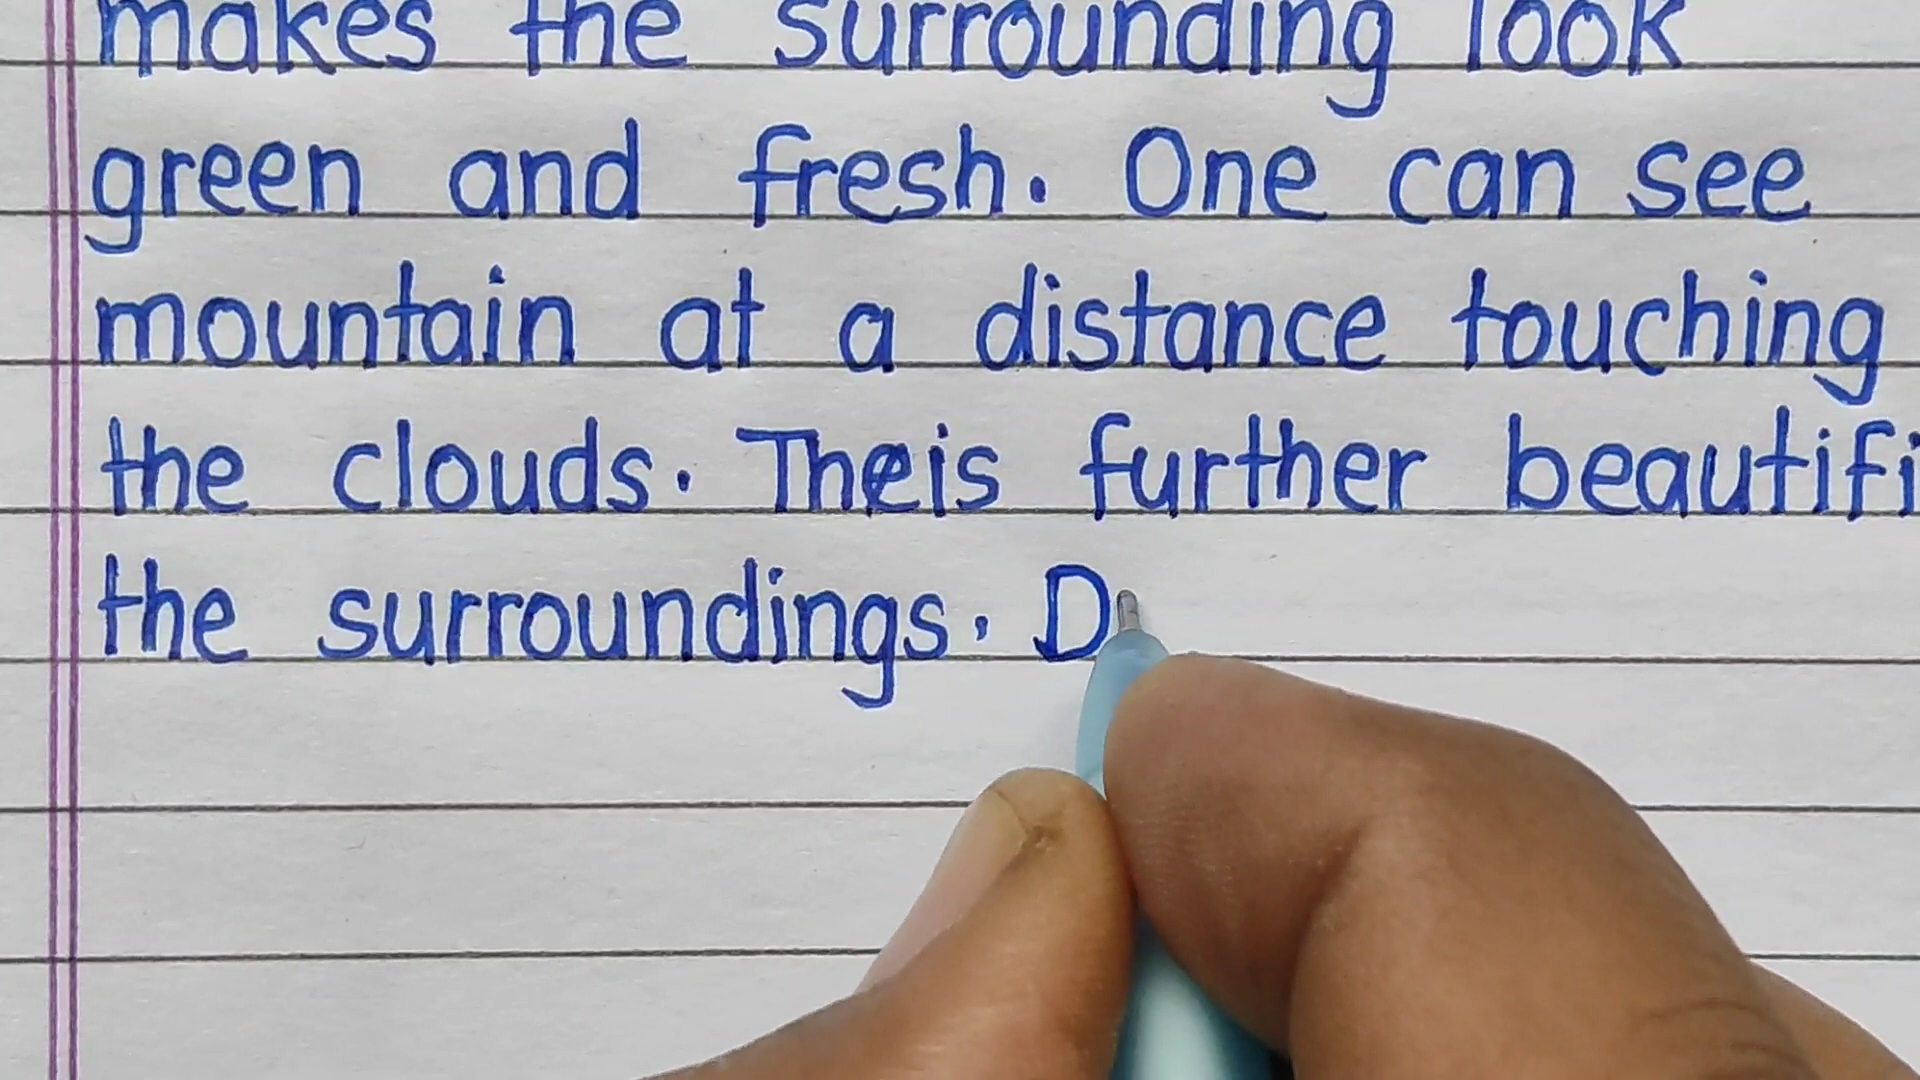 makes the surrounding look
green and fresh. One can see
mountain at a distance touching
the clouds. Theis further beautifi
the surroundings. D